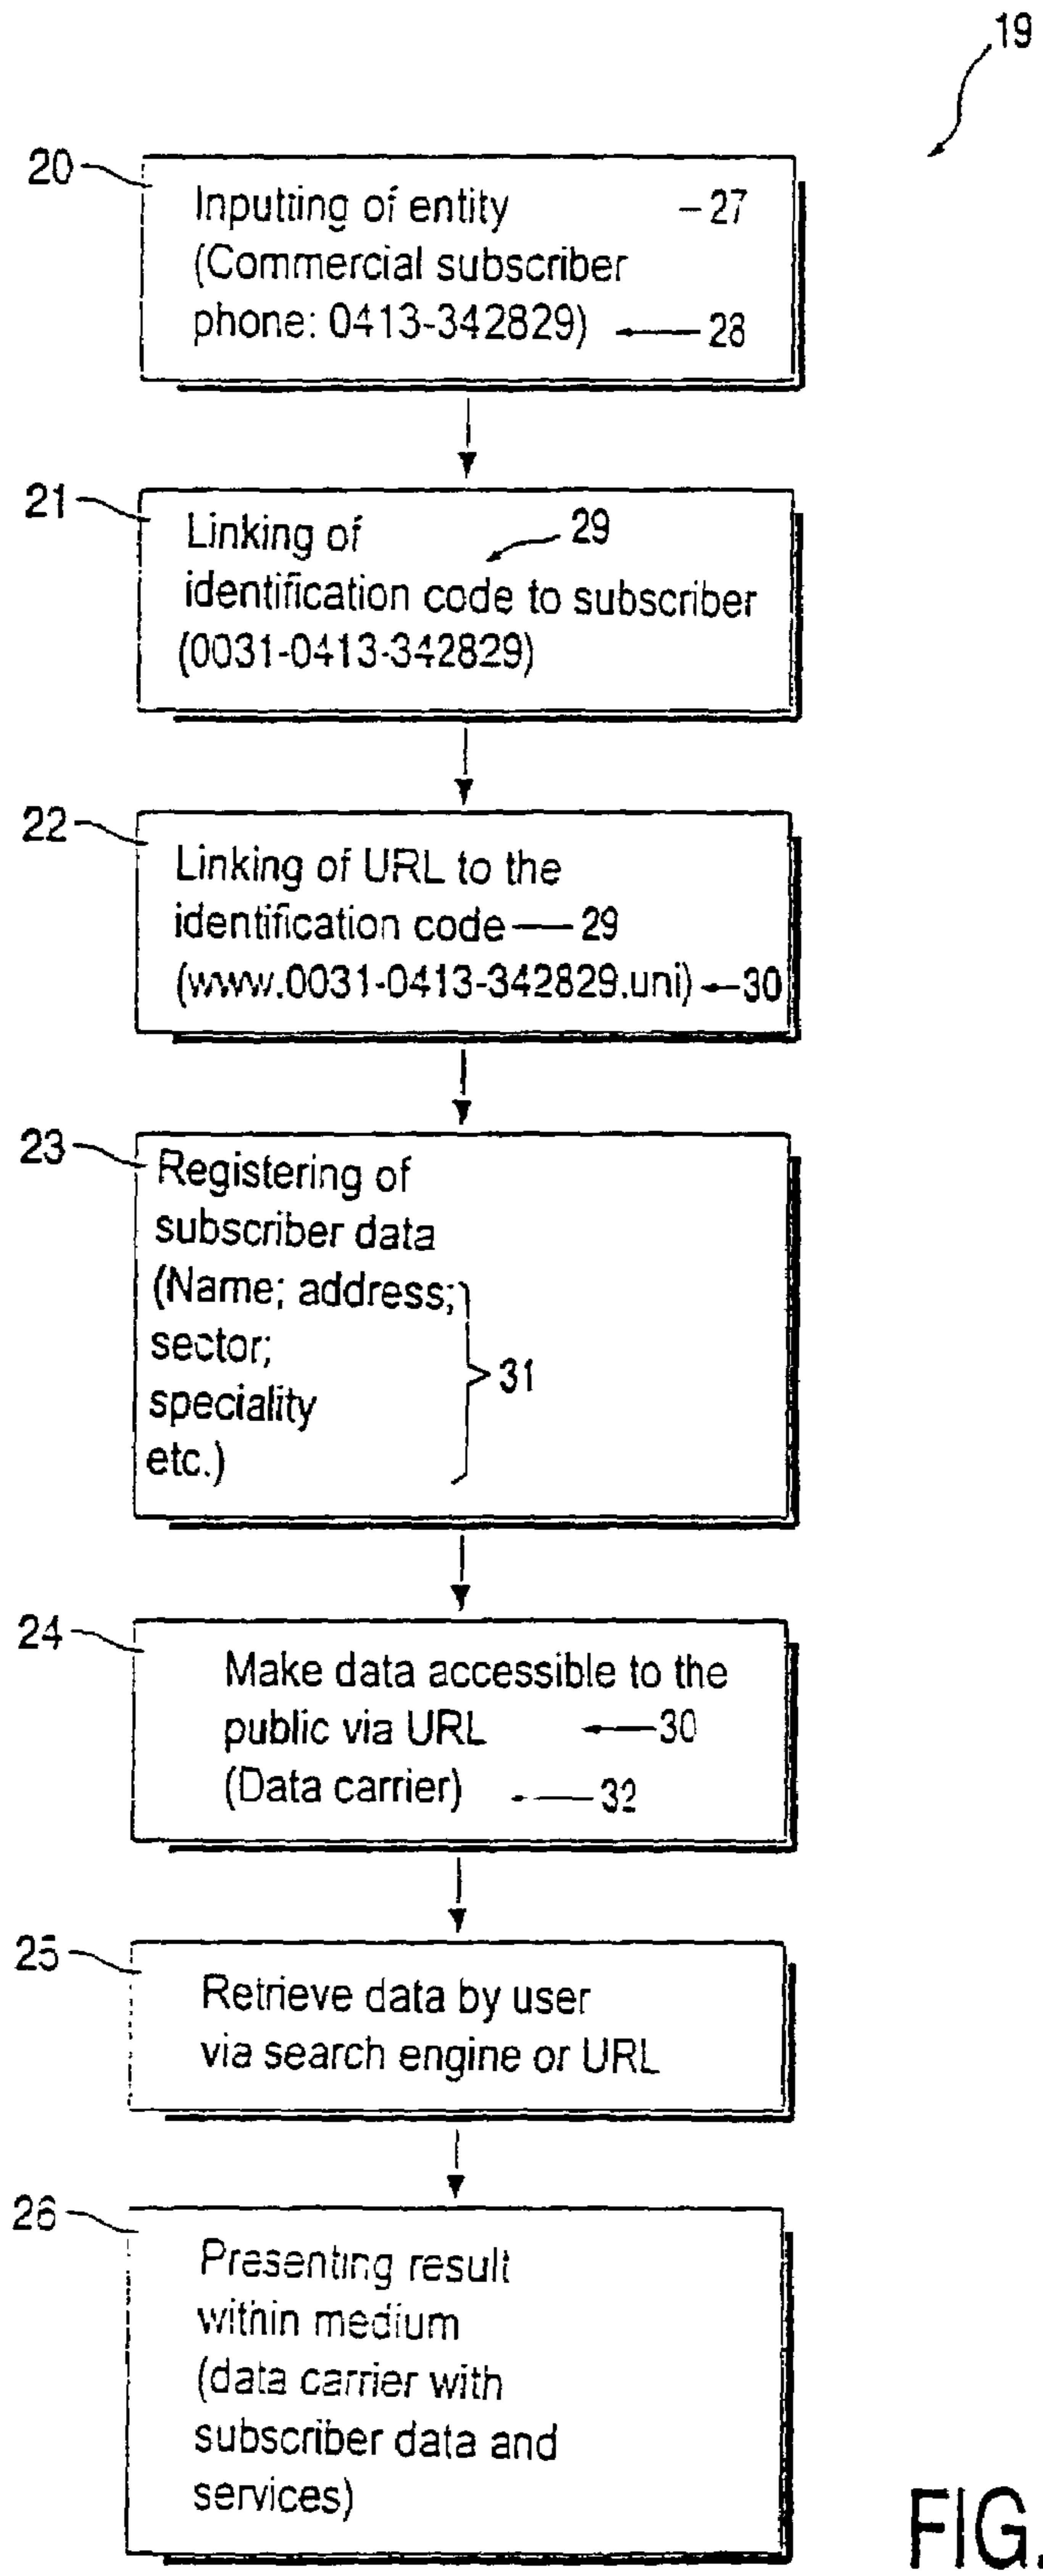 19
20
Inputting of entity - 27
(Commercial subscriber
phone: 0413-342829) 28
21
Linking of 29
identification code to subscriber
(0031-0413-342829)
22
Linking of URL to the
identification code 29
(www.0031-0413-342829.uni) 30
23
Registering of
subscriber data
(Name; address;
sector;
speciality
etc.)
31
24
Make data accessible to the
public via URL 30
(Data carrier) 32
25
Retrieve data by user
via search engine or URL
26
Presenting result
within medium
(data carrier with
subscriber data and
services)
FIG.